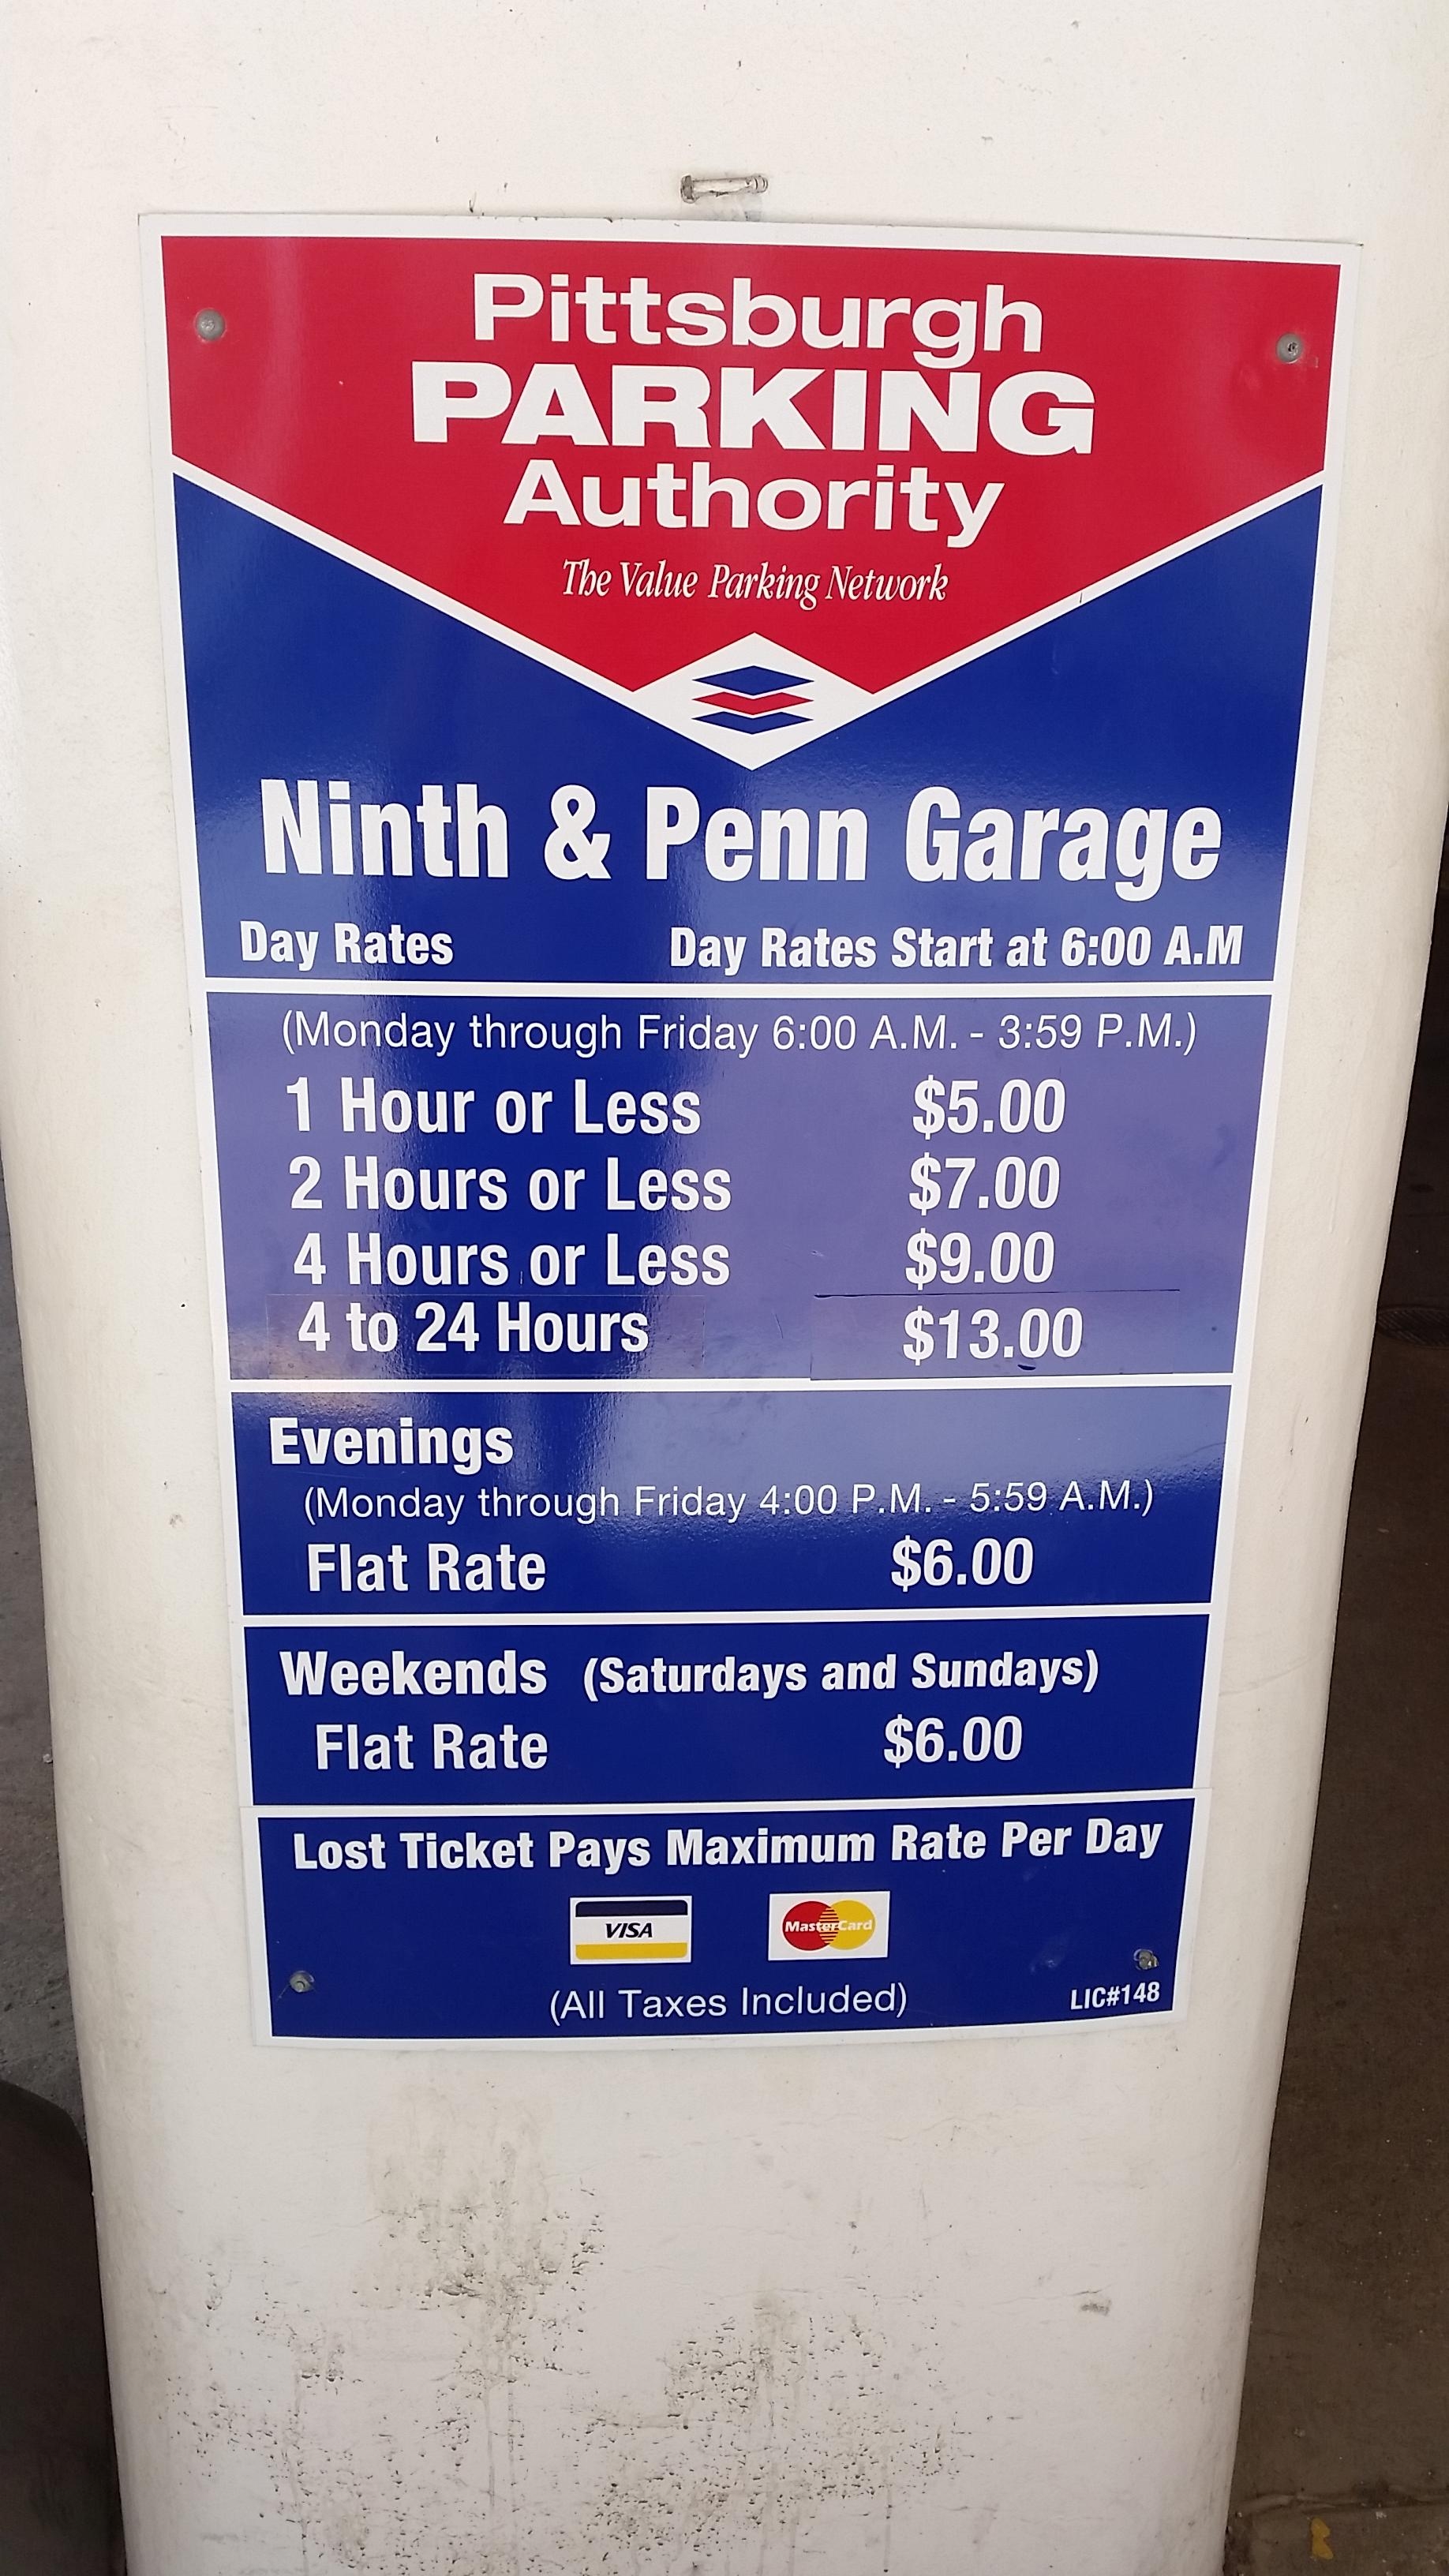 Pittsburgh
PARKING
Authority
The Value Parking Network
Ninth & Penn Garage
Day Rates Day Rates Start at 6:00 A.M
(Monday through Friday 6:00 A.M. - 3:59 P.M.)
1 Hour or Less $5.00
2 Hours or Less $7.00
4 Hours or Less $9.00
4 to 24 Hours $13.00
Evenings
(Monday through Friday 4:00 P.M. - 5:59 A.M.)
Flat Rate $6.00
Weekends (Saturdays and Sundays)
Flat Rate $6.00
Lost Ticket Pays Maximum Rate Per Day
VISA MasterCard
(All Taxes Included) LIC#148